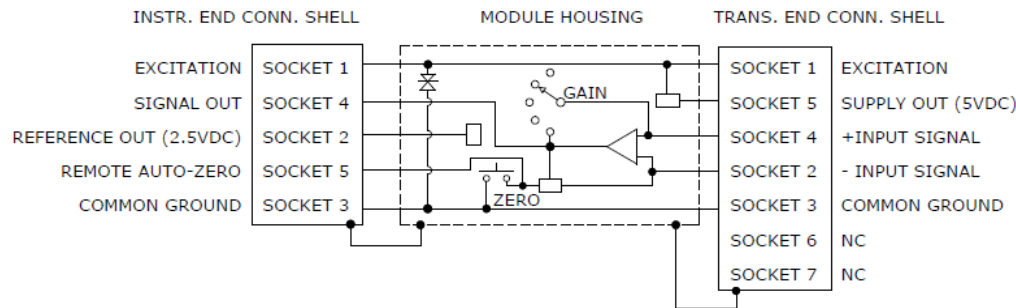 INSTR. END CONN. SHELL MODULE HOUSING TRANS. END CONN. SHELL
EXCITATION SOCKET 1 SOCKET 1 EXCITATION
GAIN
SIGNAL OUT SOCKET 4 SOCKET 5 SUPPLY OUT (5VDC)
REFERENCE OUT (2.5VDC) SOCKET 2 SOCKET 4 +INPUT SIGNAL
REMOTE AUTO-ZERO SOCKET 5 SOCKET 2 - INPUT SIGNAL
ZERO
COMMON GROUND SOCKET 3 SOCKET 3 COMMON GROUND
SOCKET 6 NC
SOCKET 7 NC